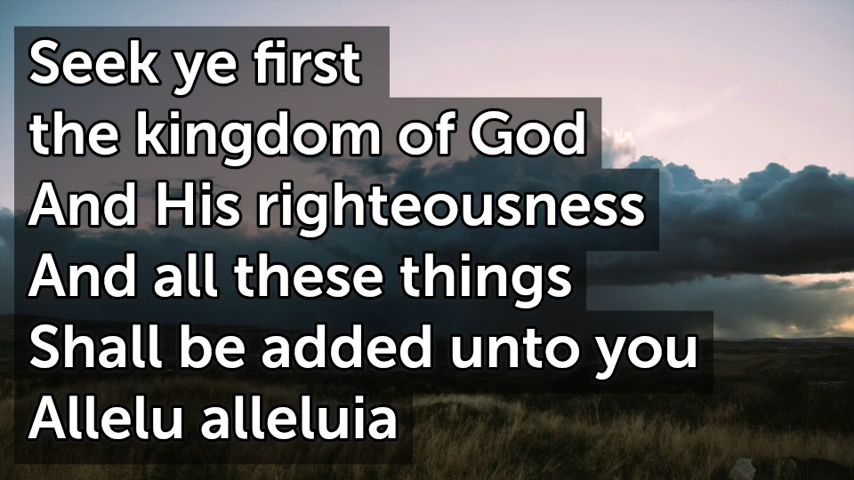 Seek ye first
the kingdom of God
And His righteousness
And all these things
Shall be added unto you
Allelu alleluia